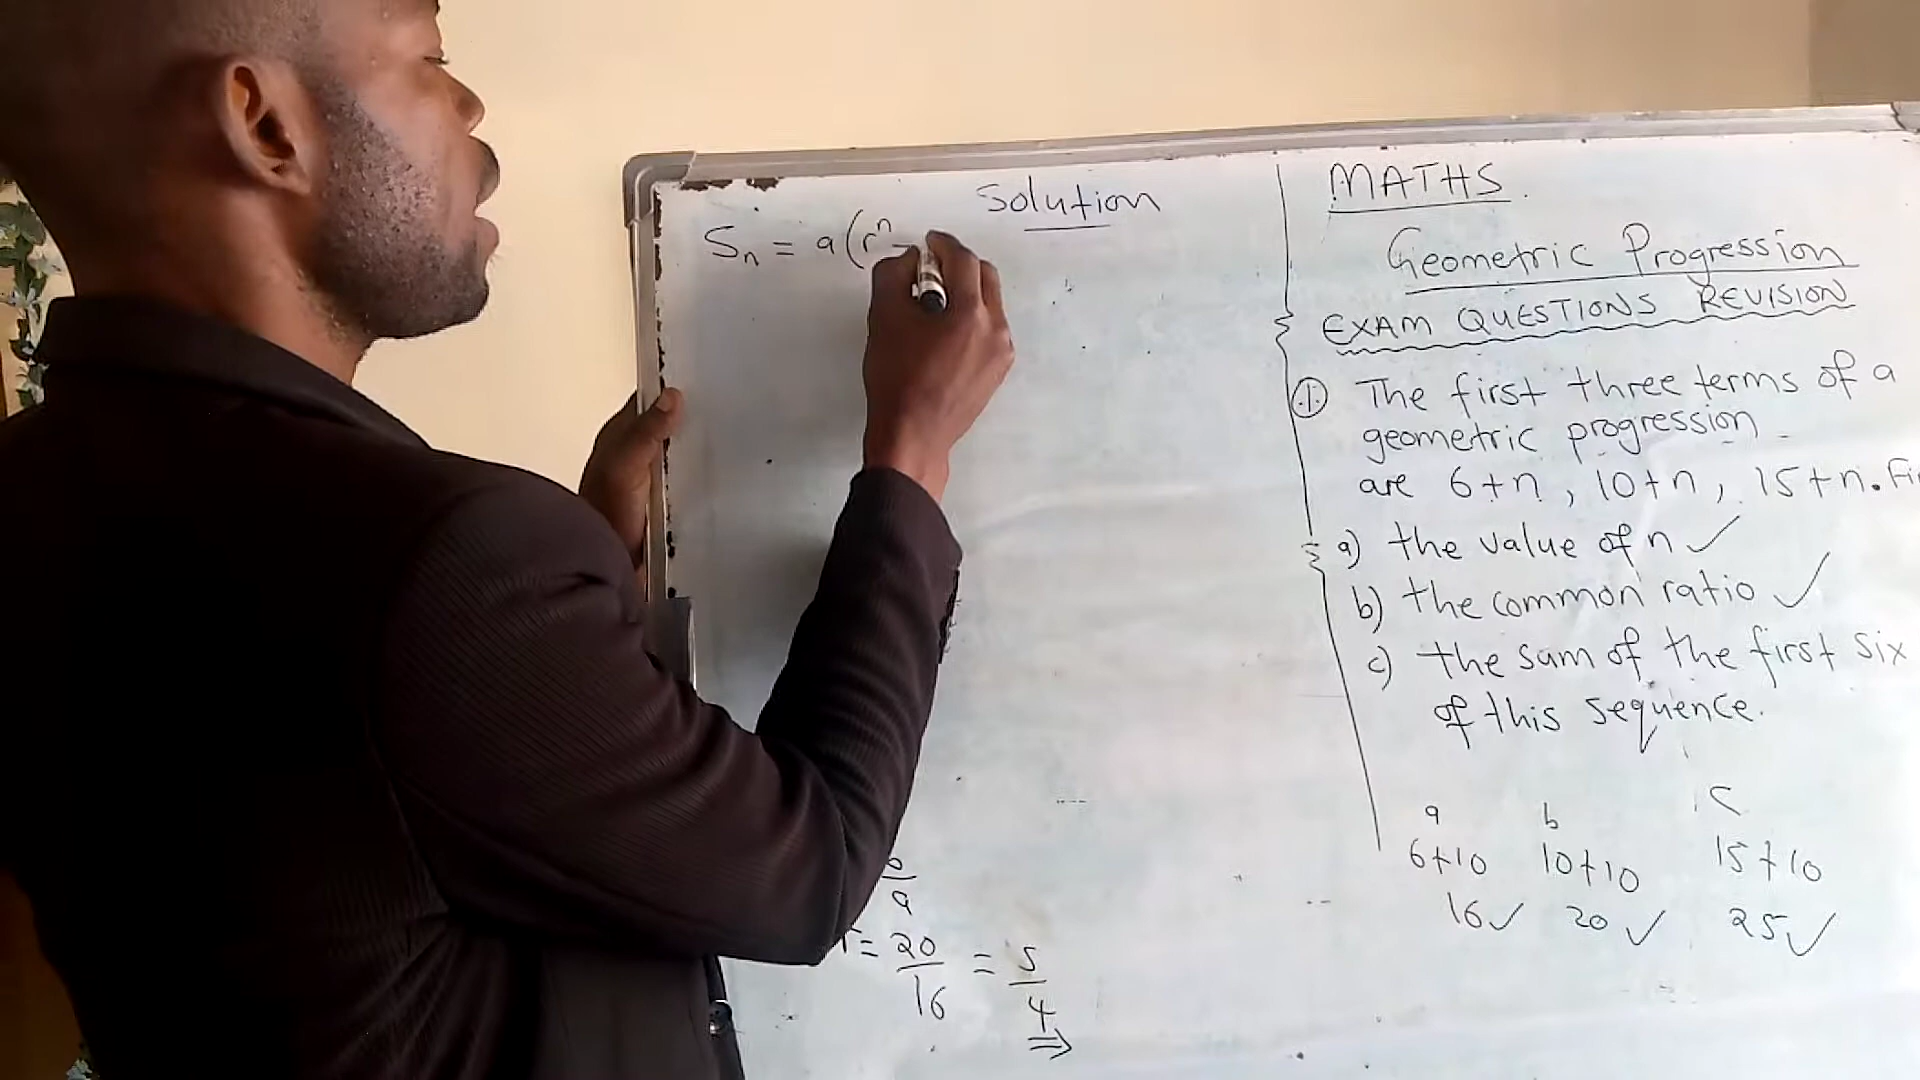 Solution
Sn = a(rⁿ -
b
a
r = 20/16 = 5/4
MATHS.
Geometric Progression
EXAM QUESTIONS REVISION
① The first three terms of a
geometric progression
are 6+n, 10+n, 15+n.
a) the value of n ✓
b) the common ratio ✓
c) the sum of the first six
of this sequence.
a b c
6+10 10+10 15+10
16✓ 20✓ 25✓